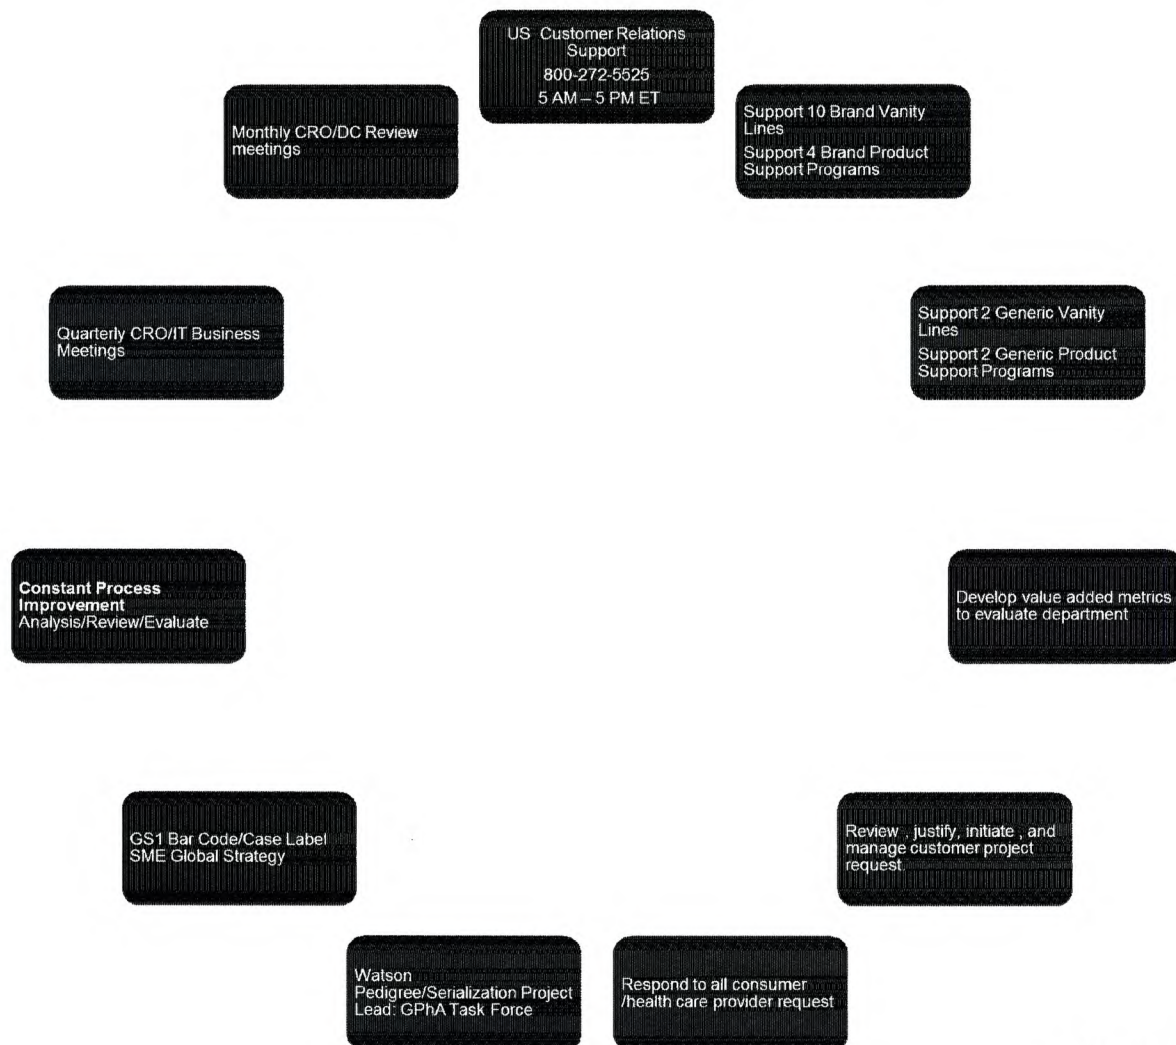 US Customer Relations
Support
800-272-5525
5 AM – 5 PM ET
Support 10 Brand Vanity
Lines
Support 4 Brand Product
Support Programs
Support 2 Generic Vanity
Lines
Support 2 Generic Product
Support Programs
Develop value added metrics
to evaluate department
Review , justify, initiate , and
manage customer project
request
Respond to all consumer
/health care provider request
Watson
Pedigree/Serialization Project
Lead: GPhA Task Force
GS1 Bar Code/Case Label
SME Global Strategy
Constant Process
Improvement
Analysis/Review/Evaluate
Quarterly CRO/IT Business
Meetings
Monthly CRO/DC Review
meetings